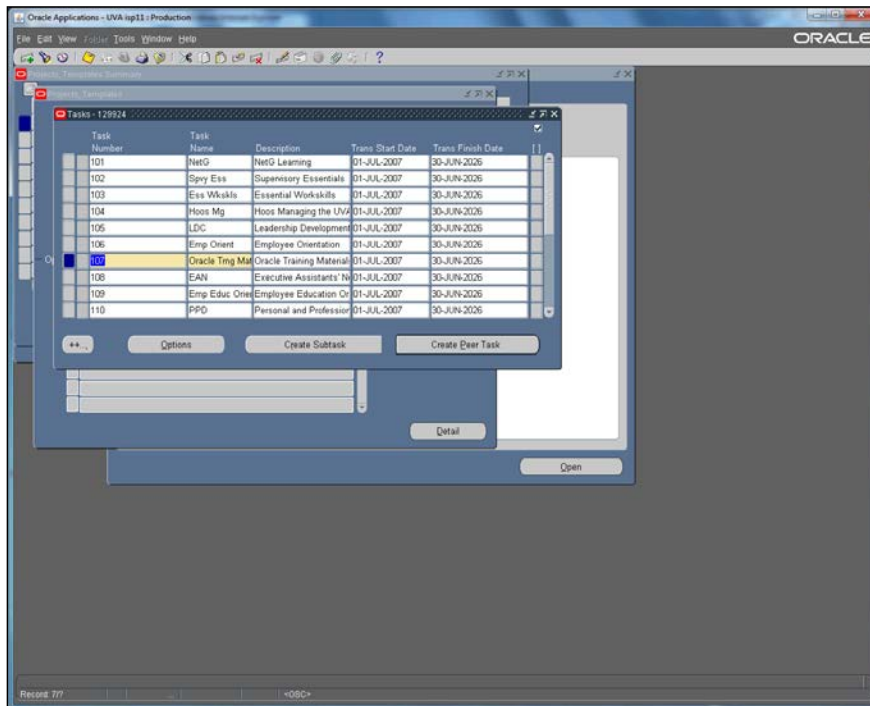 Oracle Applications - UVA isp11 : Production
File Edit View Folder Tools Window Help
ORACLE
Projects, Templates Summary
Projects, Templates
Tasks - 129924
Task Number Task Name Description Trans Start Date Trans Finish Date [ ]
101 NetG NetG Learning 01-JUL-2007 30-JUN-2026
102 Spvy Ess Supervisory Essentials 01-JUL-2007 30-JUN-2026
103 Ess Wkskls Essential Workskills 01-JUL-2007 30-JUN-2026
104 Hoos Mg Hoos Managing the UVA 01-JUL-2007 30-JUN-2026
105 LDC Leadership Development 01-JUL-2007 30-JUN-2026
106 Emp Orient Employee Orientation 01-JUL-2007 30-JUN-2026
Op 107 Oracle Trng Mat Oracle Training Material 01-JUL-2007 30-JUN-2026
108 EAN Executive Assistants' N 01-JUL-2007 30-JUN-2026
109 Emp Educ Orie Employee Education Or 01-JUL-2007 30-JUN-2026
110 PPD Personal and Profession 01-JUL-2007 30-JUN-2026
Options Create Subtask Create Peer Task
Detail
Open
Record: 7/? ... <OSC>